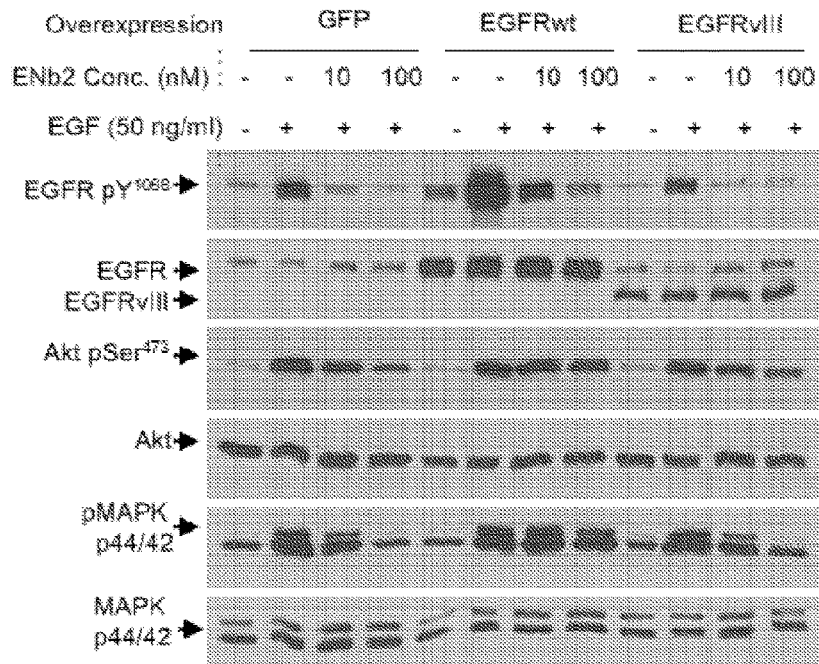 Overexpression GFP EGFRwt EGFRvIII
ENb2 Conc. (nM) : - - 10 100 - - 10 100 - - 10 100
EGF (50 ng/ml) - + + + - + + + - + + +
EGFR pY1068
EGFR
EGFRvIII
Akt pSer473
Akt
pMAPK
p44/42
MAPK
p44/42